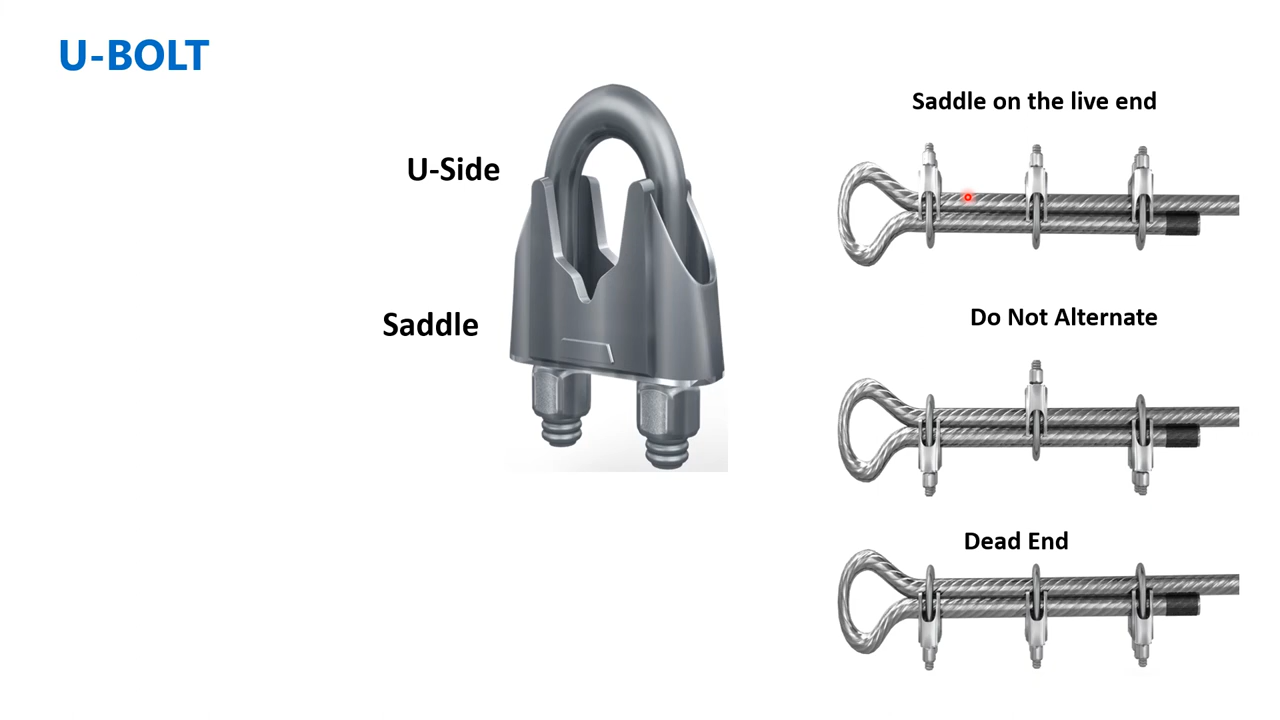 U-BOLT
U-Side
Saddle
Saddle on the live end
Do Not Alternate
Dead End